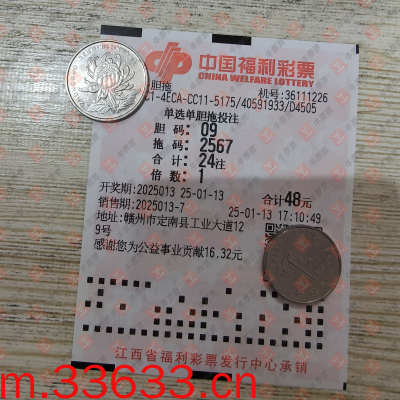 中国福利彩票
CHINA WELFARE LOTTERY
胆拖 机号:36111226
C1-4ECA-CC11-5175/40591933/D4505
单选单胆拖投注
胆码: 09
拖码: 2567
合计: 24注
倍数: 1
开奖期:2025013 25-01-13 合计48元
销售期:2025013-7 25-01-13 17:10:49
地址:赣州市定南县工业大道12
9号
感谢您为公益事业贡献16.32元
江西省福利彩票发行中心承销
m.33633.cn